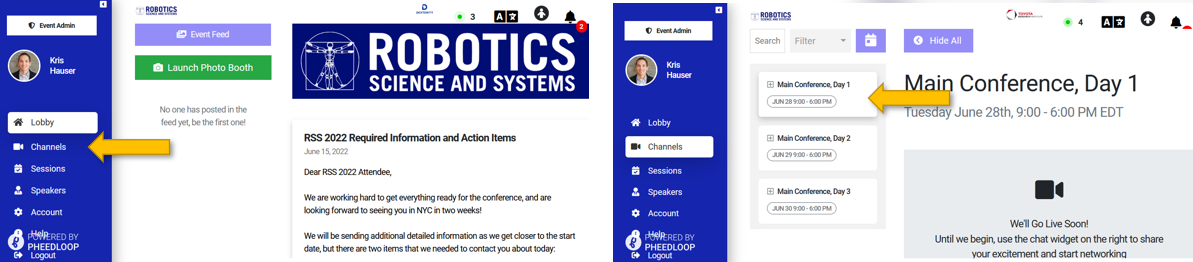 Event Admin
Kris
Hauser
Lobby
Channels
Sessions
Speakers
Account
Help
POWERED BY
PHEEDLOOP
Logout
ROBOTICS
SCIENCE AND SYSTEMS
Event Feed
Launch Photo Booth
No one has posted in the
feed yet, be the first one!
3
A
2
ROBOTICS
SCIENCE AND SYSTEMS
RSS 2022 Required Information and Action Items
June 15, 2022
Dear RSS 2022 Attendee,
We are working hard to get everything ready for the conference, and are
looking forward to seeing you in NYC in two weeks!
We will be sending additional detailed information as we get closer to the start
date, but there are two items that we needed to contact you about today:
Event Admin
Kris
Hauser
Lobby
Channels
Sessions
Speakers
Account
Help
POWERED BY
PHEEDLOOP
Logout
ROBOTICS
SCIENCE AND SYSTEMS
Search
Filter
Main Conference, Day 1
JUN 28 9:00 - 6:00 PM
Main Conference, Day 2
JUN 29 9:00 - 6:00 PM
Main Conference, Day 3
JUN 30 9:00 - 6:00 PM
TOYOTA
4
A
Hide All
Main Conference, Day 1
Tuesday June 28th, 9:00 - 6:00 PM EDT
We'll Go Live Soon!
Until we begin, use the chat widget on the right to share
your excitement and start networking